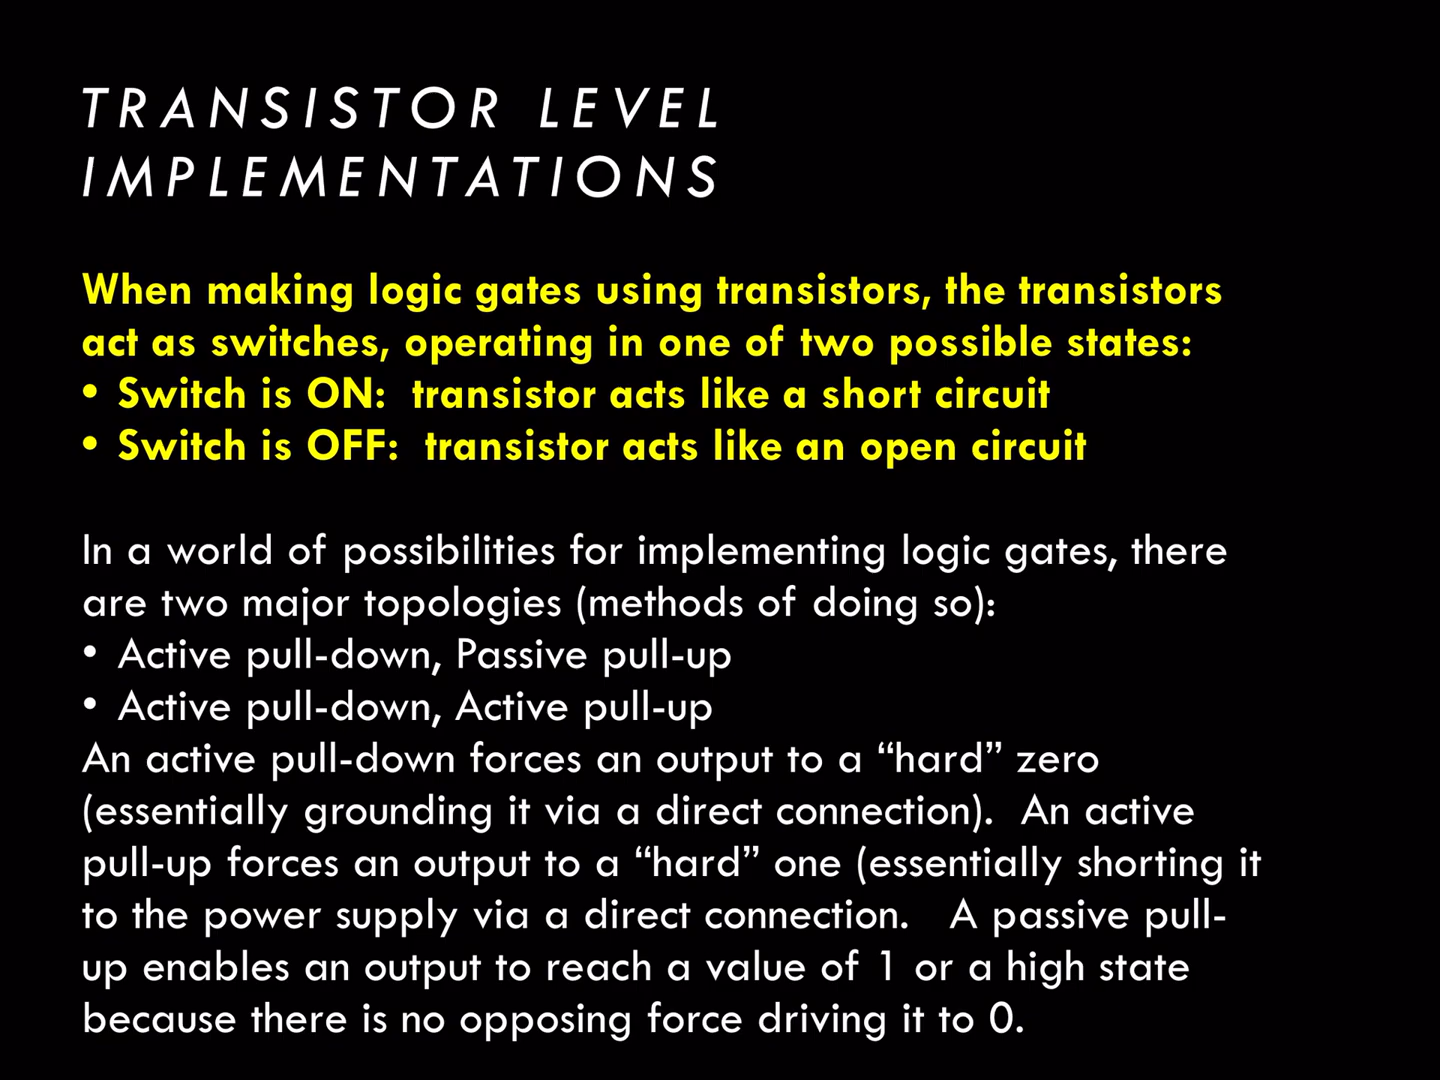 TRANSISTOR LEVEL
IMPLEMENTATIONS
When making logic gates using transistors, the transistors
act as switches, operating in one of two possible states:
• Switch is ON:  transistor acts like a short circuit
• Switch is OFF:  transistor acts like an open circuit
In a world of possibilities for implementing logic gates, there
are two major topologies (methods of doing so):
• Active pull-down, Passive pull-up
• Active pull-down, Active pull-up
An active pull-down forces an output to a “hard” zero
(essentially grounding it via a direct connection).  An active
pull-up forces an output to a “hard” one (essentially shorting it
to the power supply via a direct connection.   A passive pull-
up enables an output to reach a value of 1 or a high state
because there is no opposing force driving it to 0.